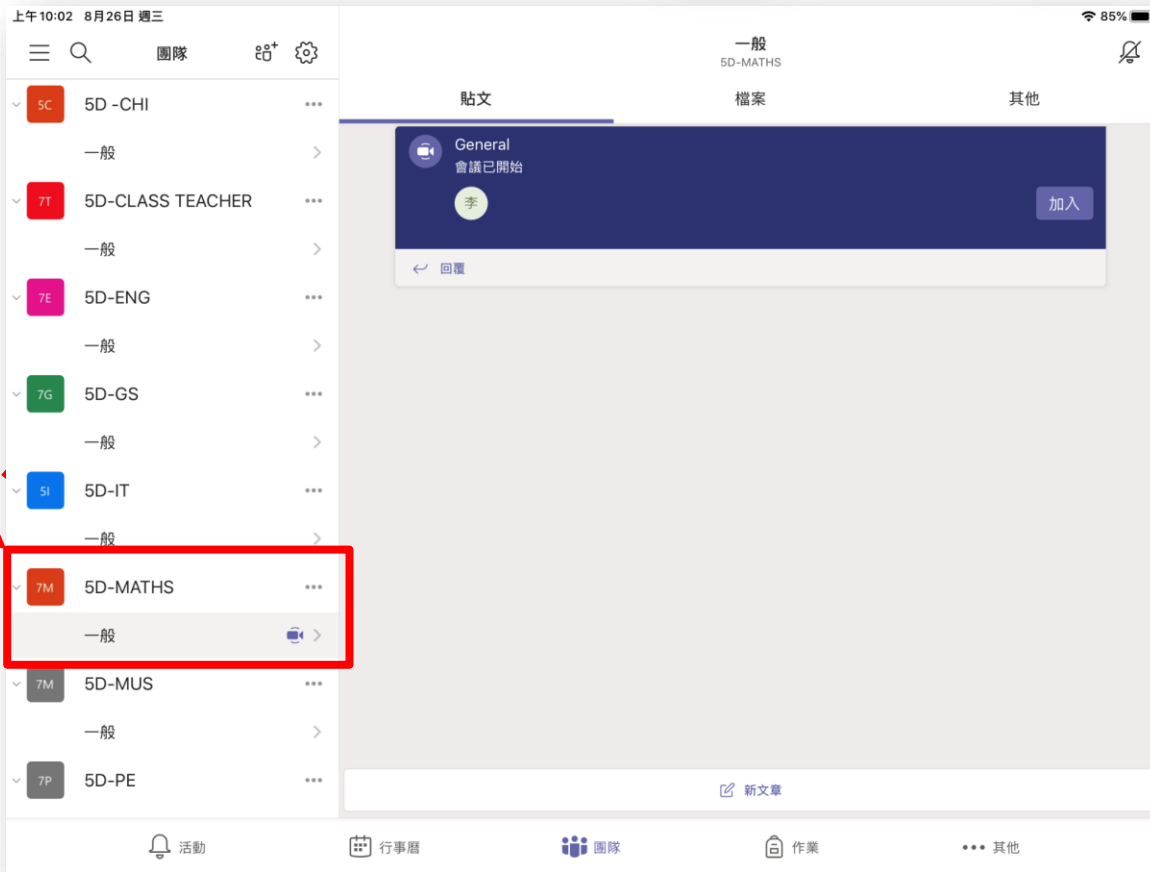 上午10:02 8月26日 週三
85%
團隊
一般
5D-MATHS
貼文 檔案 其他
5C 5D -CHI
一般
7T 5D-CLASS TEACHER
一般
7E 5D-ENG
一般
7G 5D-GS
一般
5I 5D-IT
一般
7M 5D-MATHS
一般
7M 5D-MUS
一般
7P 5D-PE
General
會議已開始
李
加入
回覆
新文章
活動 行事曆 團隊 作業 其他